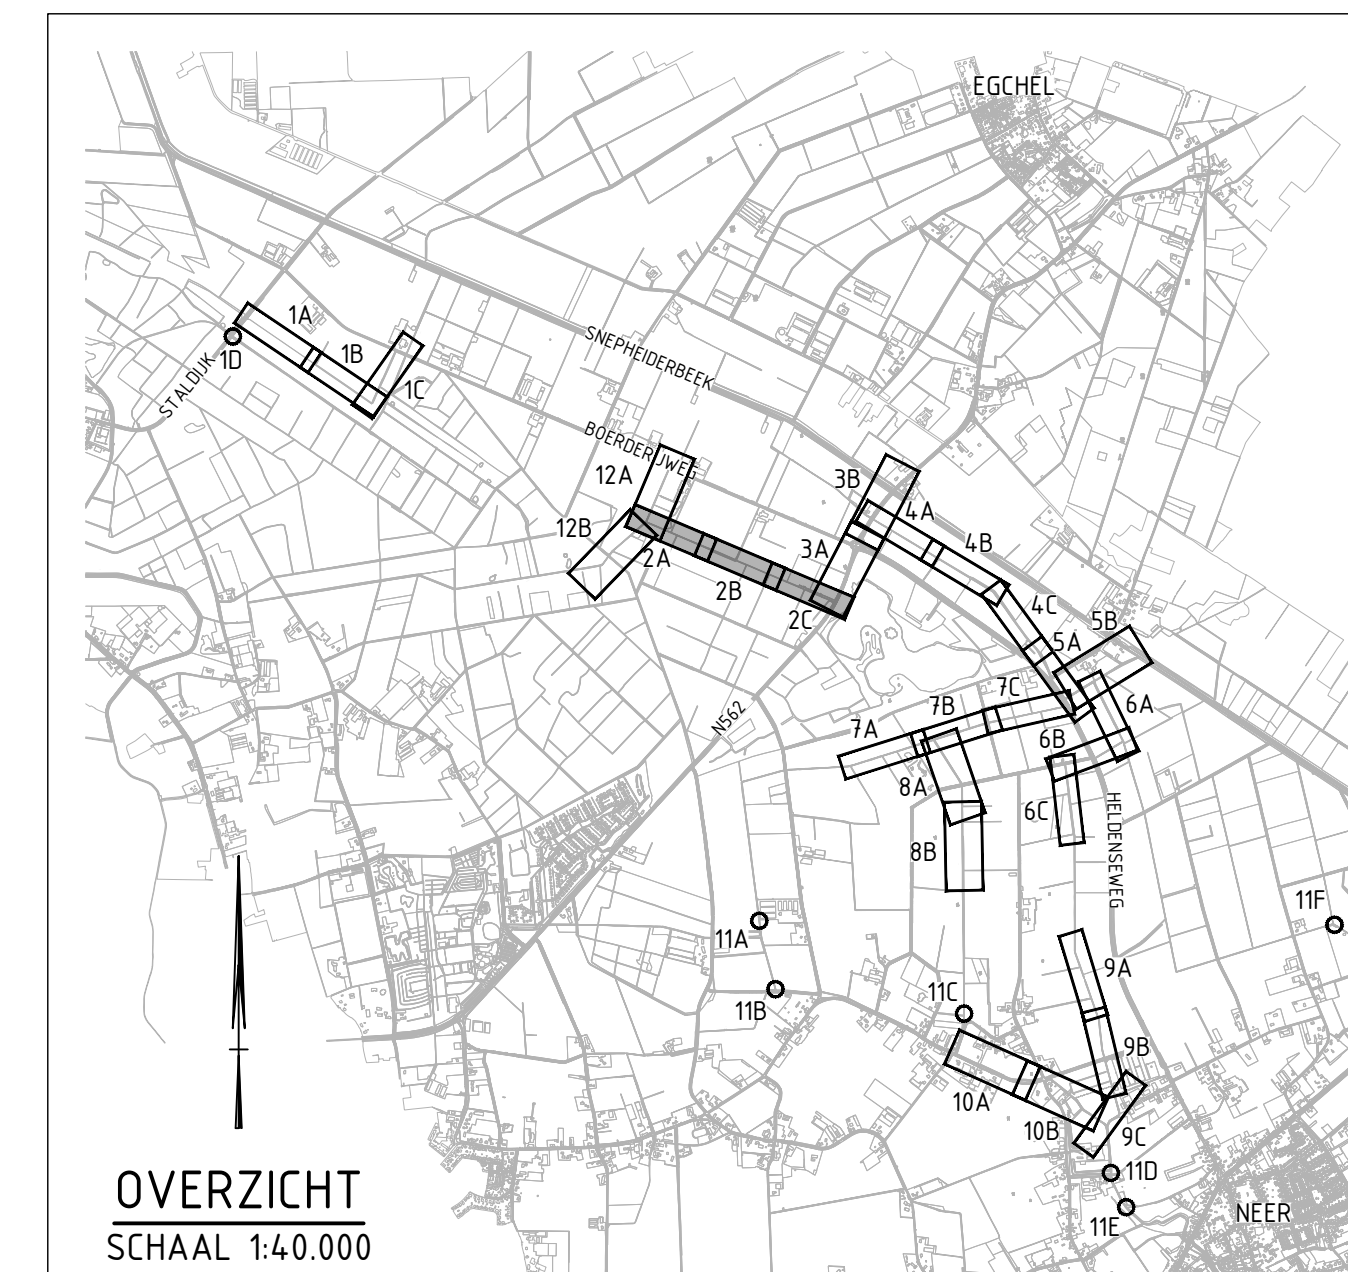 EGCHEL
1A
1B
1C
1D
STALDIJK
SNEPHEIDERBEEK
BOERDERIJWEG
12A
12B
2A
2B
2C
3B
3A
4A
4B
4C
5B
5A
6A
6B
6C
7A
7B
7C
8A
8B
N562
HELDENSEWEG
11A
11B
11C
11F
9A
9B
9C
10A
10B
11D
11E
NEER
OVERZICHT
SCHAAL 1:40.000